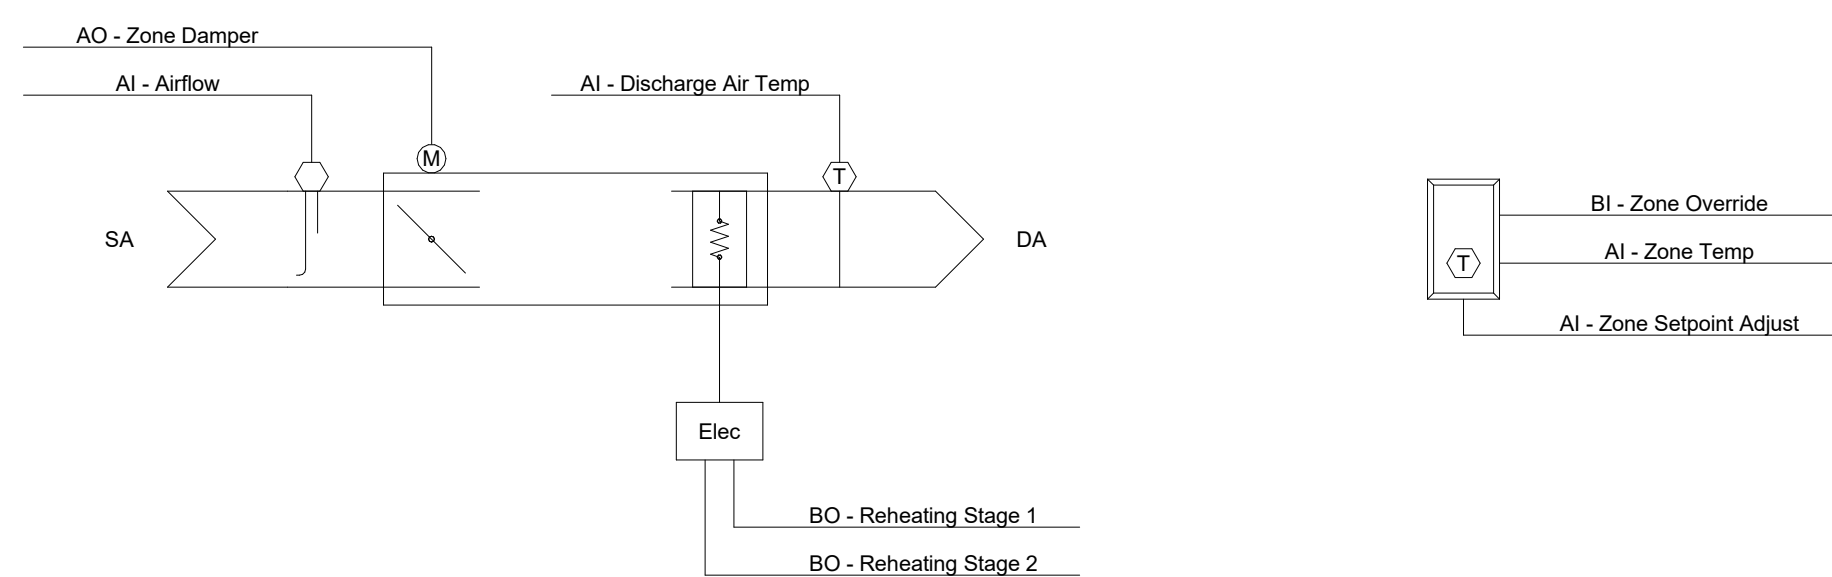 AO - Zone Damper
AI - Airflow
AI - Discharge Air Temp
M
T
SA
DA
BI - Zone Override
AI - Zone Temp
T
AI - Zone Setpoint Adjust
Elec
BO - Reheating Stage 1
BO - Reheating Stage 2